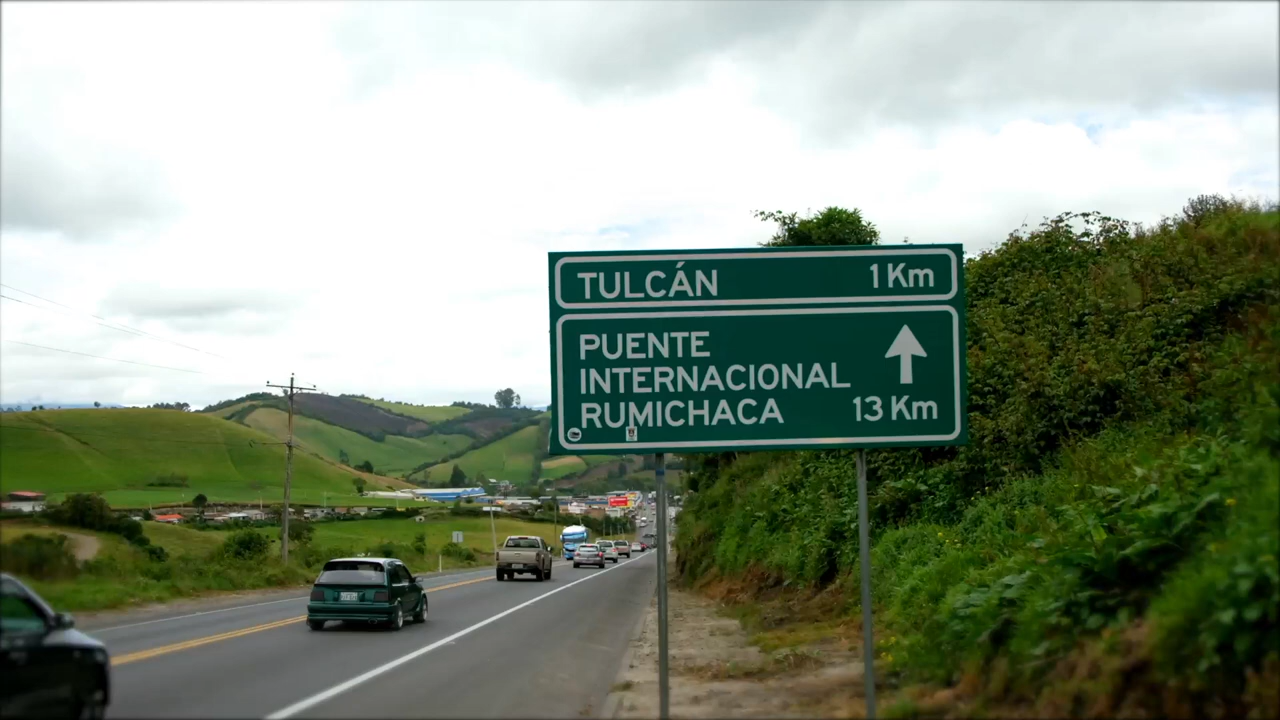 TULCÁN 1 Km
PUENTE
INTERNACIONAL
RUMICHACA 13 Km